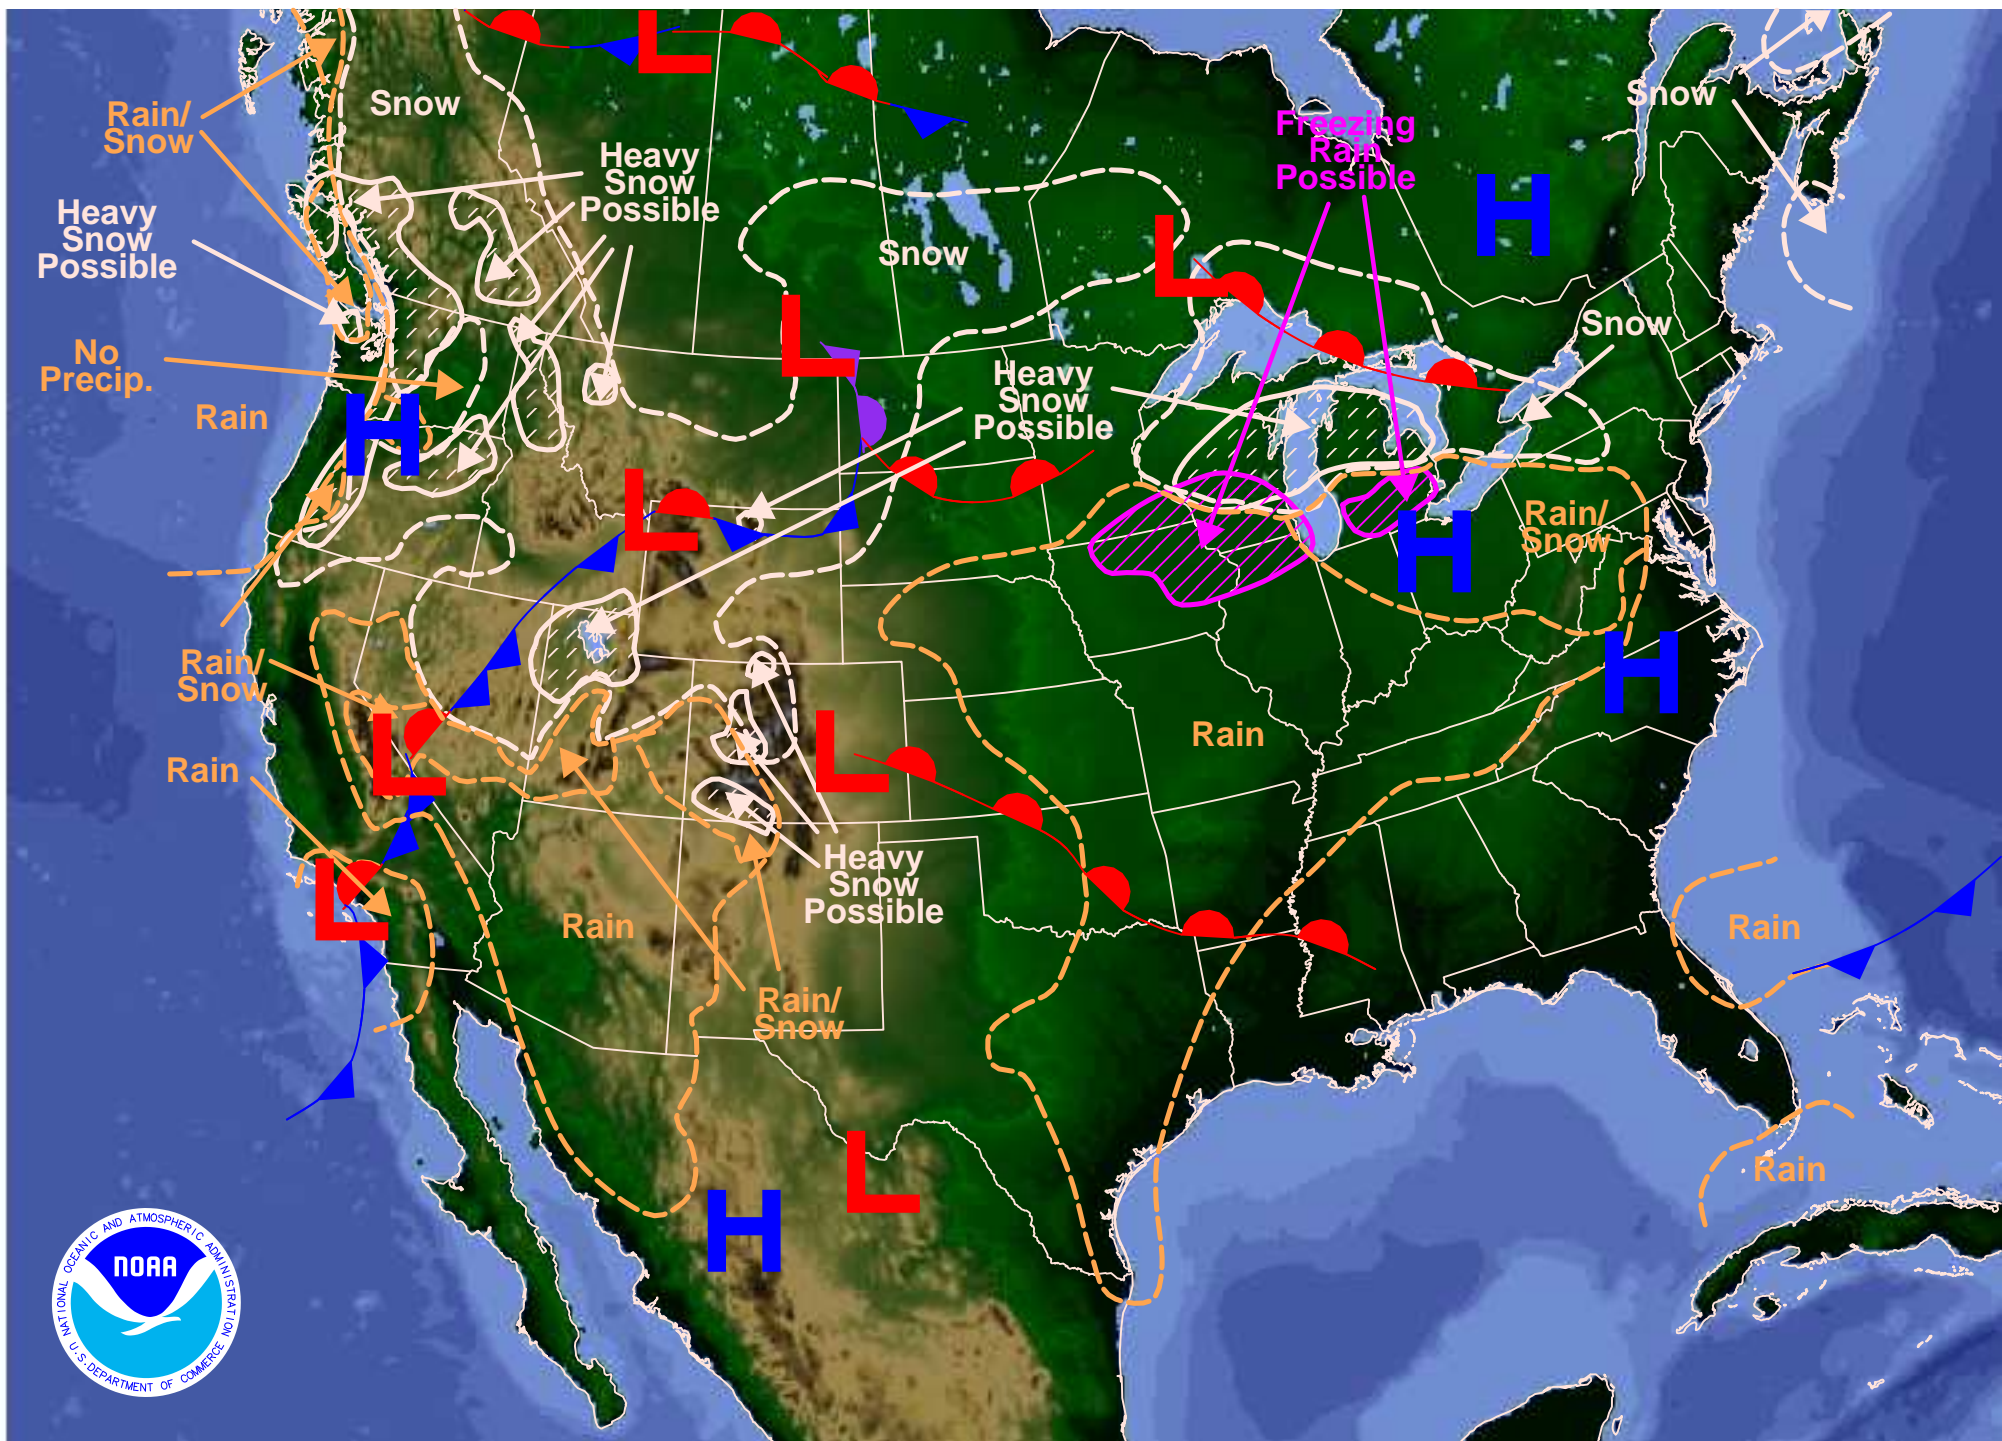 L
Rain/
Snow
Snow
Heavy
Snow
Possible
Heavy
Snow
Possible
No
Precip.
Rain
H
Snow
L
L
Freezing
Rain
Possible
H
Snow
Snow
Heavy
Snow
Possible
L
H
Rain/
Snow
H
Rain/
Snow
Rain
L
L
L
Rain
Heavy
Snow
Possible
Rain
Rain/
Snow
Rain
Rain
L
H
NATIONAL OCEANIC AND ATMOSPHERIC ADMINISTRATION
NOAA
U.S. DEPARTMENT OF COMMERCE